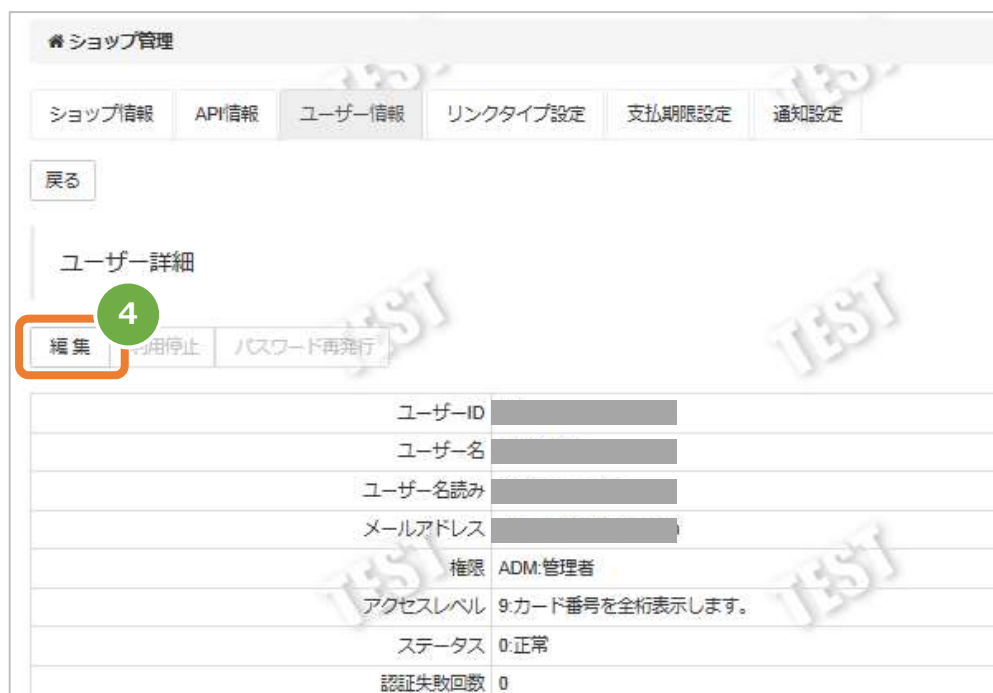 ショップ管理
TEST TEST
ショップ情報 API情報 ユーザー情報 リンクタイプ設定 支払期限設定 通知設定
戻る
ユーザー詳細
4
TEST TEST
編集 利用停止 パスワード再発行
ユーザーID
ユーザー名
ユーザー名読み
メールアドレス
権限 ADM:管理者
TEST TEST
アクセスレベル 9:カード番号を全桁表示します。
ステータス 0:正常
認証失敗回数 0